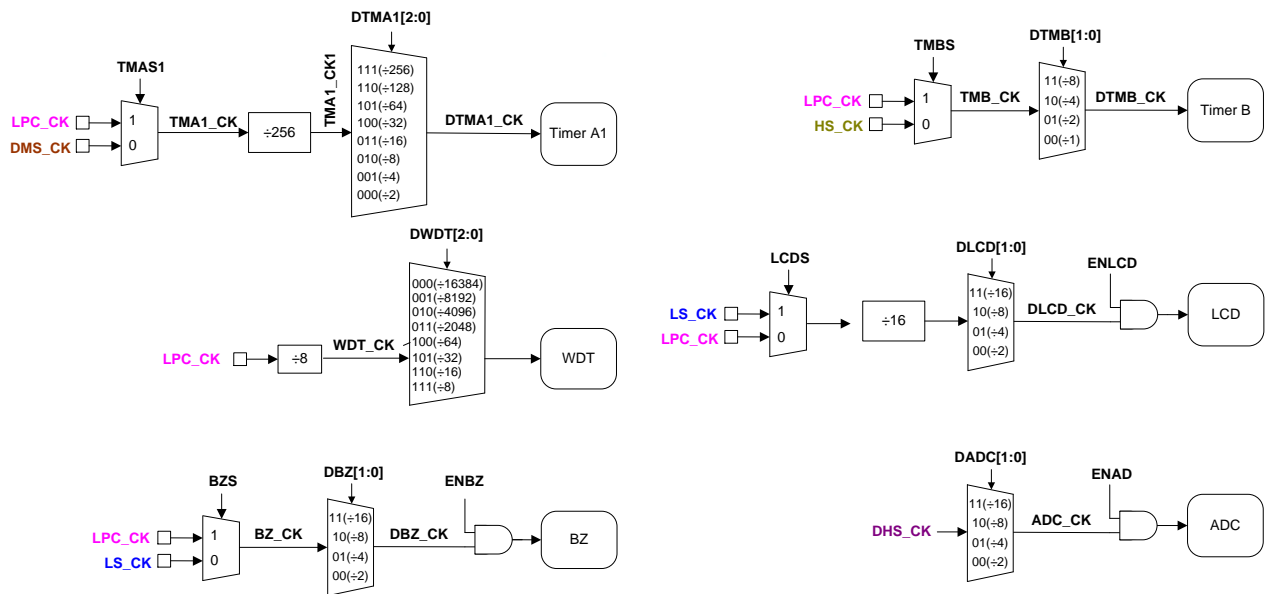 DTMA1[2:0]
TMAS1
LPC_CK
DMS_CK
1
0
TMA1_CK
÷256
TMA1_CK1
111(÷256)
110(÷128)
101(÷64)
100(÷32)
011(÷16)
010(÷8)
001(÷4)
000(÷2)
DTMA1_CK
Timer A1
TMBS
DTMB[1:0]
LPC_CK
HS_CK
1
0
TMB_CK
11(÷8)
10(÷4)
01(÷2)
00(÷1)
DTMB_CK
Timer B
DWDT[2:0]
LPC_CK
÷8
WDT_CK
000(÷16384)
001(÷8192)
010(÷4096)
011(÷2048)
100(÷64)
101(÷32)
110(÷16)
111(÷8)
WDT
LCDS
DLCD[1:0]
ENLCD
LS_CK
LPC_CK
1
0
÷16
11(÷16)
10(÷8)
01(÷4)
00(÷2)
DLCD_CK
LCD
BZS
DBZ[1:0]
ENBZ
LPC_CK
LS_CK
1
0
BZ_CK
11(÷16)
10(÷8)
01(÷4)
00(÷2)
DBZ_CK
BZ
DADC[1:0]
ENAD
DHS_CK
11(÷16)
10(÷8)
01(÷4)
00(÷2)
ADC_CK
ADC